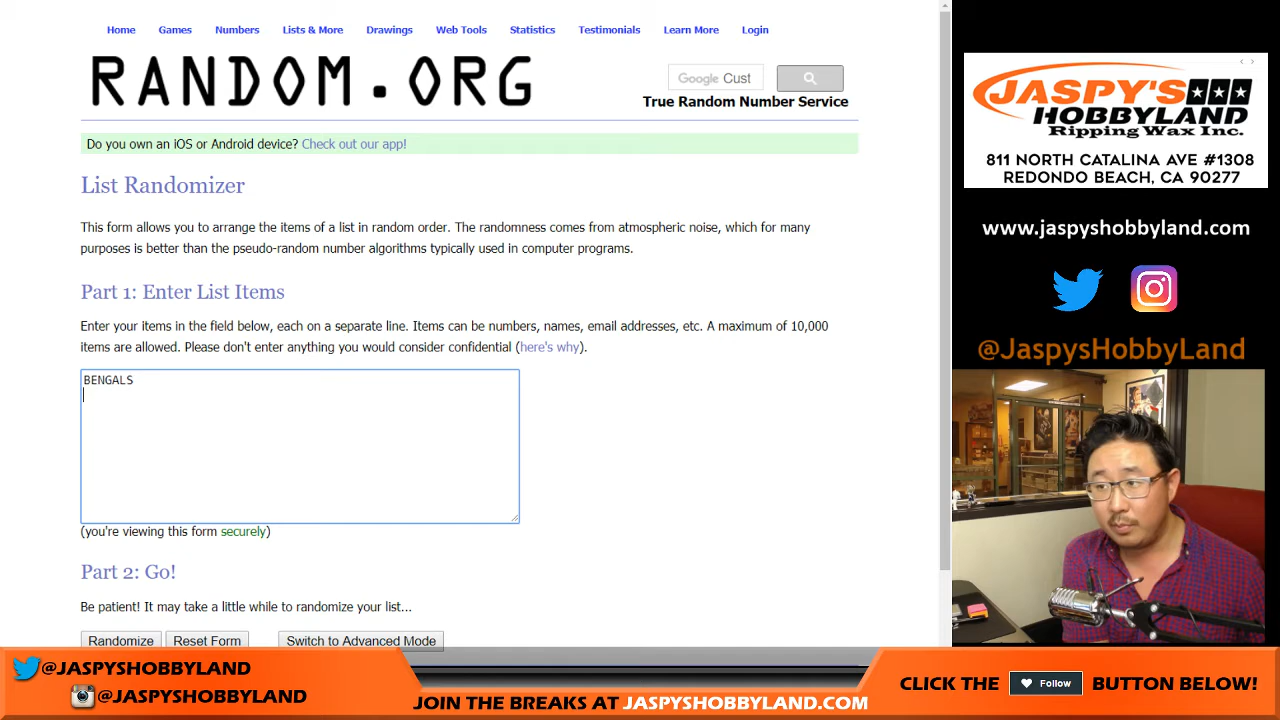 Home Games Numbers Lists & More Drawings Web Tools Statistics Testimonials Learn More Login
RANDOM.ORG
Google Cust
True Random Number Service
Do you own an iOS or Android device? Check out our app!
List Randomizer
This form allows you to arrange the items of a list in random order. The randomness comes from atmospheric noise, which for many
purposes is better than the pseudo-random number algorithms typically used in computer programs.
Part 1: Enter List Items
Enter your items in the field below, each on a separate line. Items can be numbers, names, email addresses, etc. A maximum of 10,000
items are allowed. Please don't enter anything you would consider confidential (here's why).
BENGALS
(you're viewing this form securely)
Part 2: Go!
Be patient! It may take a little while to randomize your list...
Randomize Reset Form Switch to Advanced Mode
JASPY'S
HOBBYLAND
Ripping Wax Inc.
811 NORTH CATALINA AVE #1308
REDONDO BEACH, CA 90277
www.jaspyshobbyland.com
@JaspysHobbyLand
@JASPYSHOBBYLAND
@JASPYSHOBBYLAND
JOIN THE BREAKS AT JASPYSHOBBYLAND.COM
CLICK THE Follow BUTTON BELOW!